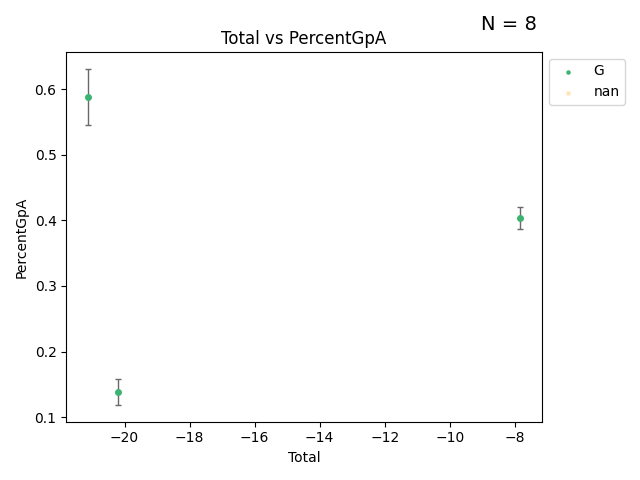 N = 8
Total vs PercentGpA
G
nan
PercentGpA
0.6
0.5
0.4
0.3
0.2
0.1
−20 −18 −16 −14 −12 −10 −8
Total